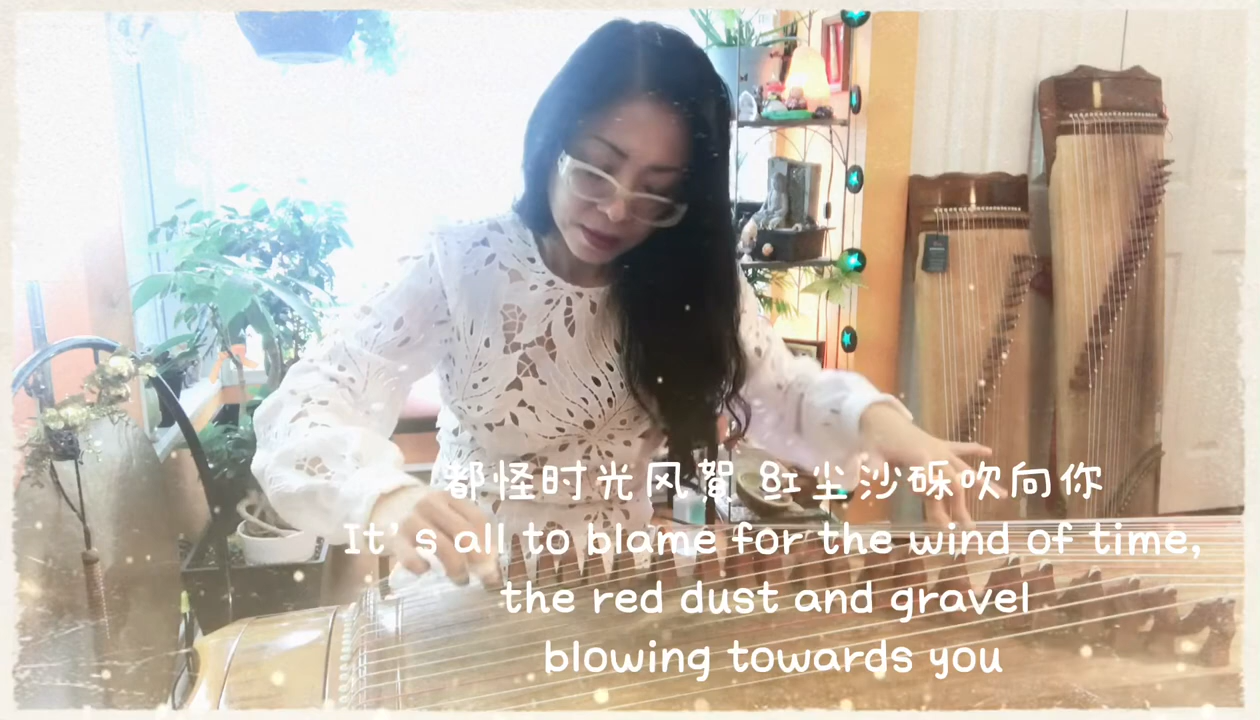 都怪时光风贺 红尘沙砾吹向你
It's all to blame for the wind of time,
the red dust and gravel
blowing towards you